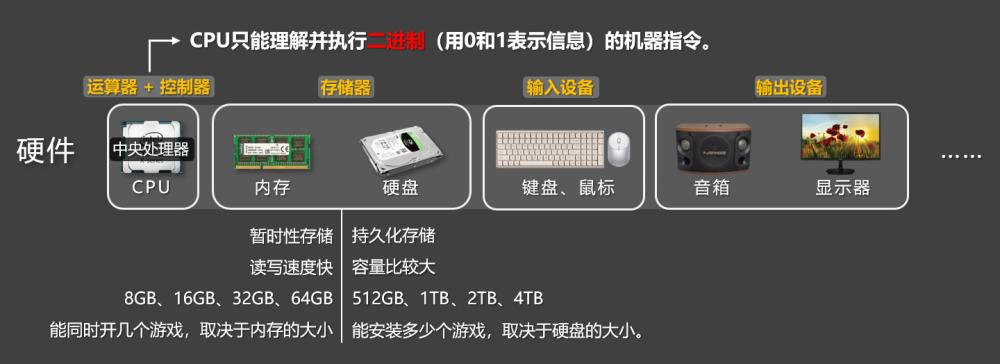 CPU只能理解并执行二进制（用0和1表示信息）的机器指令。
运算器 + 控制器
存储器
输入设备
输出设备
硬件
中央处理器
CPU
内存
硬盘
键盘、鼠标
音箱
显示器
……
暂时性存储
持久化存储
读写速度快
容量比较大
8GB、16GB、32GB、64GB
512GB、1TB、2TB、4TB
能同时开几个游戏，取决于内存的大小
能安装多少个游戏，取决于硬盘的大小。